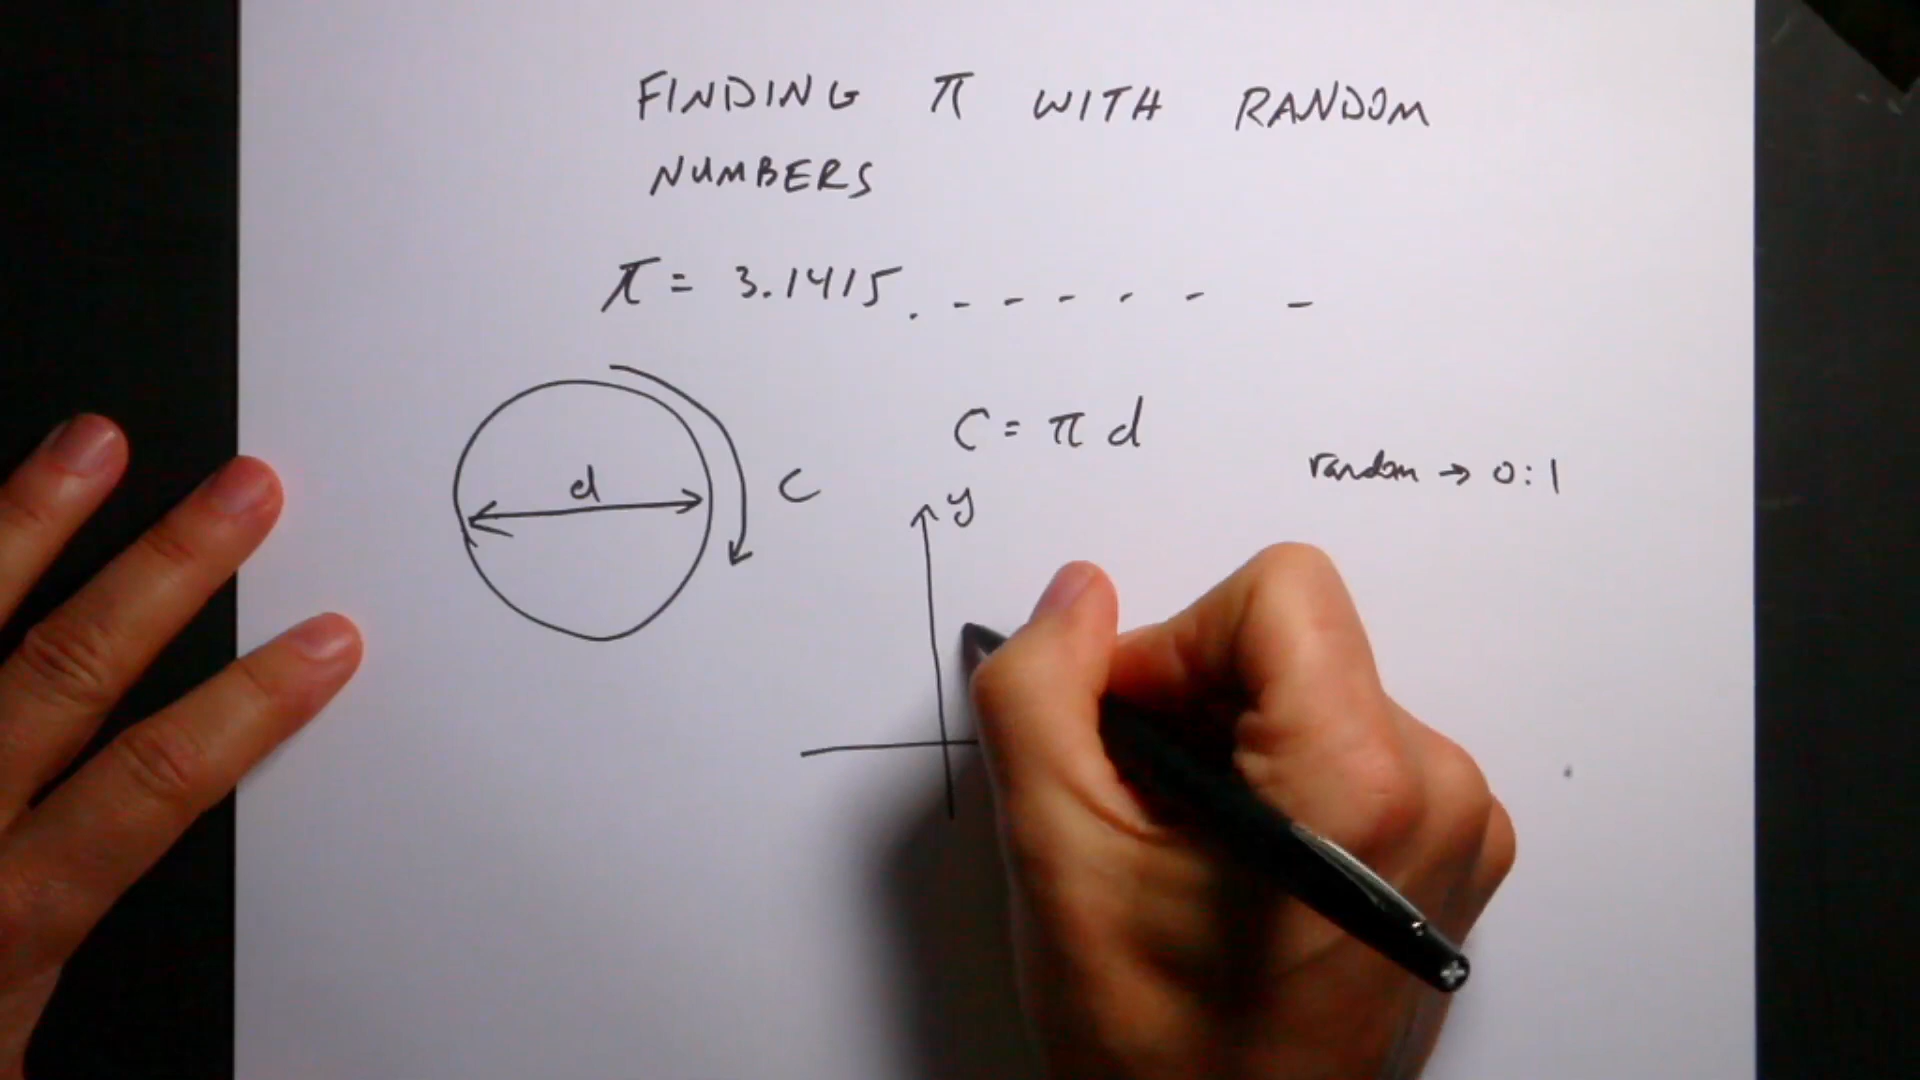 FINDING π WITH RANDOM
NUMBERS
π = 3.1415. - - - - - -
d
C
C = π d
random → 0:1
y